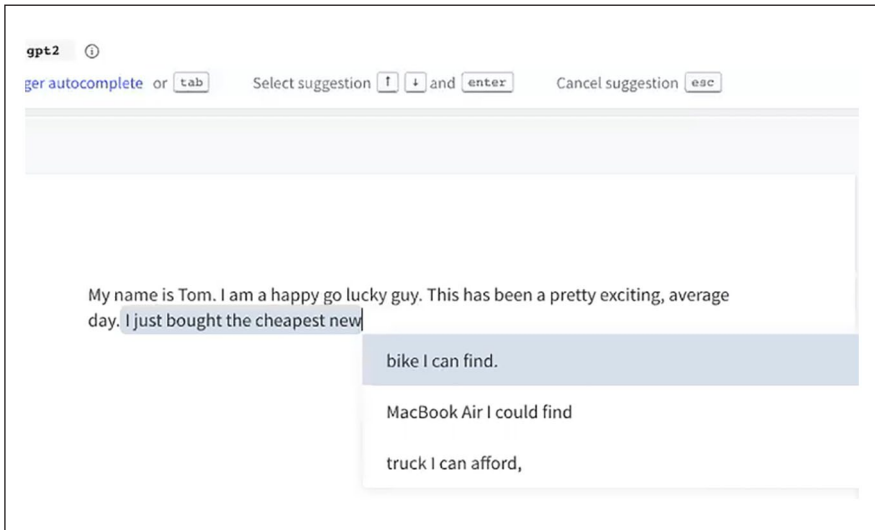 gpt2
ger autocomplete or tab Select suggestion ↑ ↓ and enter Cancel suggestion esc
My name is Tom. I am a happy go lucky guy. This has been a pretty exciting, average
day. I just bought the cheapest new
bike I can find.
MacBook Air I could find
truck I can afford,